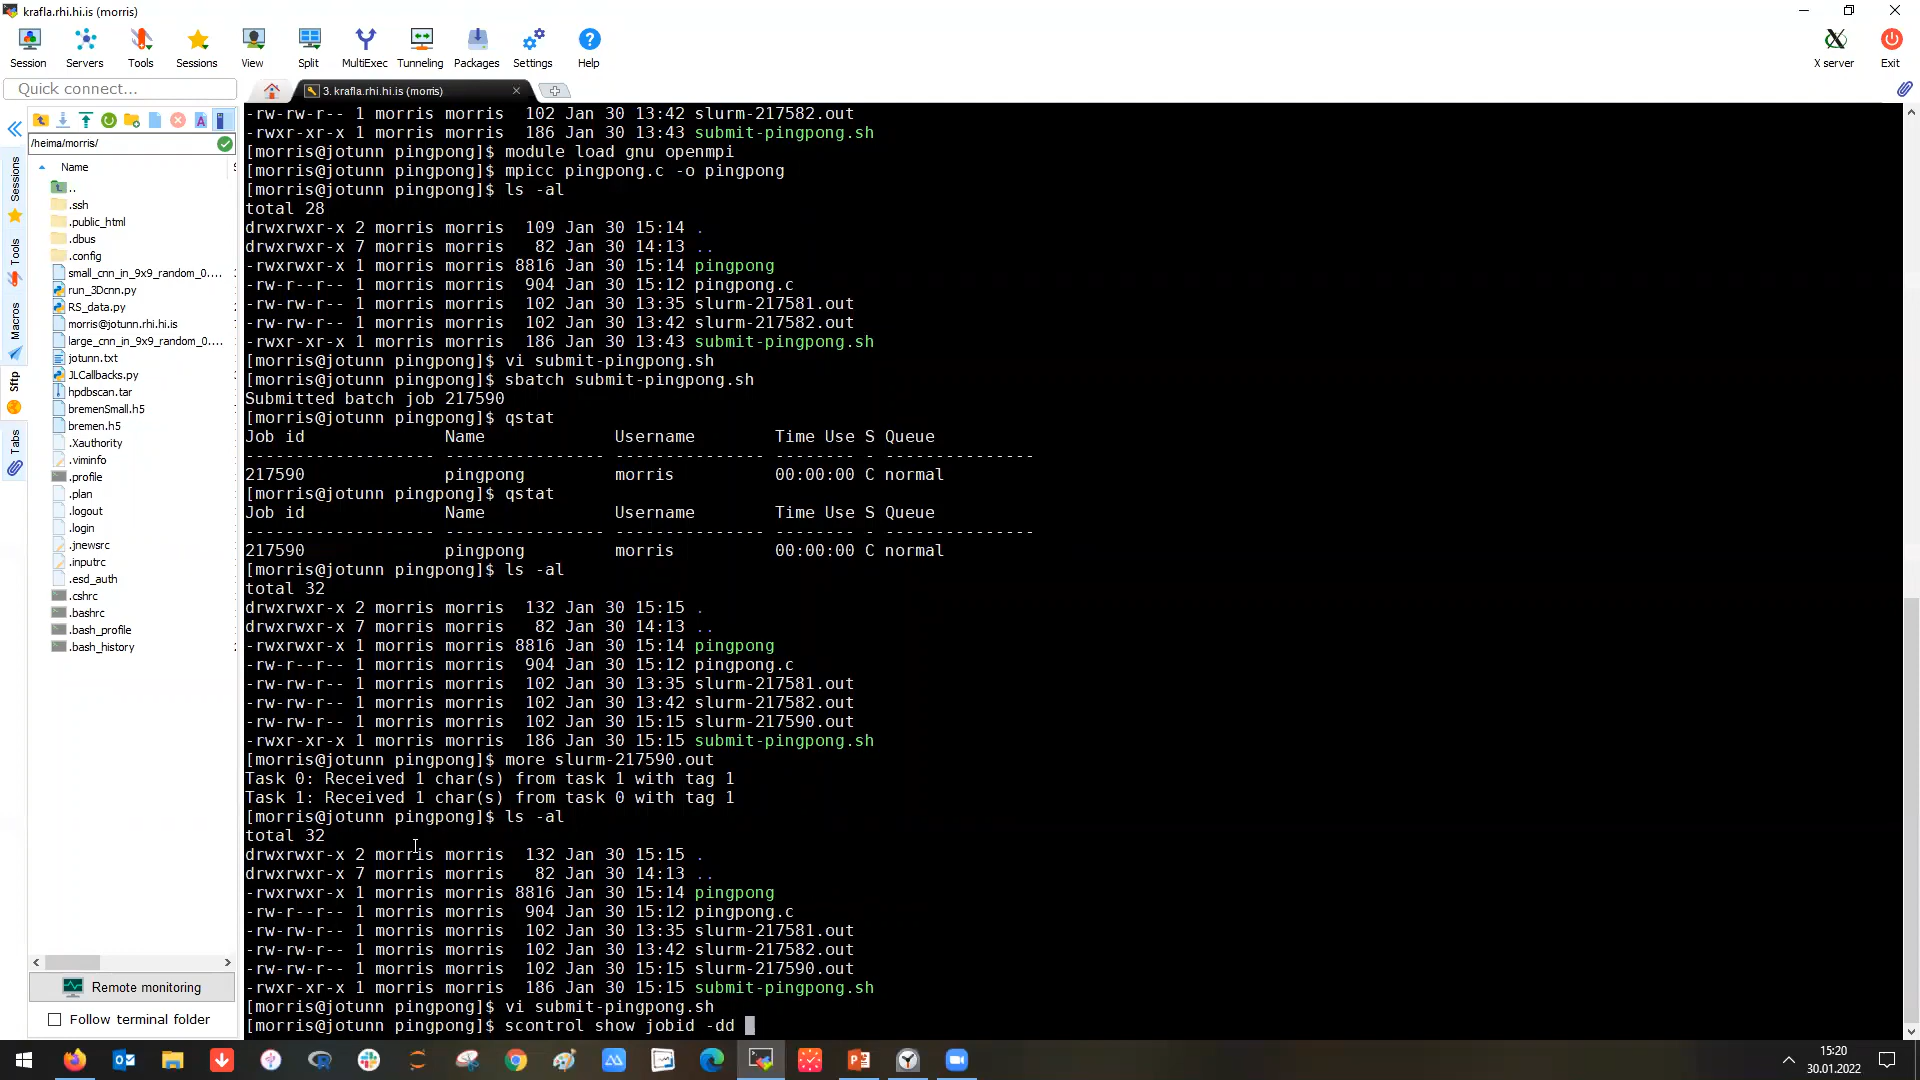 krafla.rhi.hi.is (morris)
Session Servers Tools Sessions View Split MultiExec Tunneling Packages Settings Help X server Exit
Quick connect...
3. krafla.rhi.hi.is (morris)
/heima/morris/
Name
..
.ssh
.public_html
.dbus
.config
small_cnn_in_9x9_random_0....
run_3Dcnn.py
RS_data.py
morris@jotunn.rhi.hi.is
large_cnn_in_9x9_random_0....
jotunn.txt
JLCallbacks.py
hpdbscan.tar
bremenSmall.h5
bremen.h5
.Xauthority
.viminfo
.profile
.plan
.logout
.login
.jnewsrc
.inputrc
.esd_auth
.cshrc
.bashrc
.bash_profile
.bash_history
Sessions
Tools
Macros
Sftp
Tabs
Remote monitoring
Follow terminal folder
-rw-rw-r-- 1 morris morris  102 Jan 30 13:42 slurm-217582.out
-rwxr-xr-x 1 morris morris  186 Jan 30 13:43 submit-pingpong.sh
[morris@jotunn pingpong]$ module load gnu openmpi
[morris@jotunn pingpong]$ mpicc pingpong.c -o pingpong
[morris@jotunn pingpong]$ ls -al
total 28
drwxrwxr-x 2 morris morris  109 Jan 30 15:14 .
drwxrwxr-x 7 morris morris   82 Jan 30 14:13 ..
-rwxrwxr-x 1 morris morris 8816 Jan 30 15:14 pingpong
-rw-r--r-- 1 morris morris  904 Jan 30 15:12 pingpong.c
-rw-rw-r-- 1 morris morris  102 Jan 30 13:35 slurm-217581.out
-rw-rw-r-- 1 morris morris  102 Jan 30 13:42 slurm-217582.out
-rwxr-xr-x 1 morris morris  186 Jan 30 13:43 submit-pingpong.sh
[morris@jotunn pingpong]$ vi submit-pingpong.sh
[morris@jotunn pingpong]$ sbatch submit-pingpong.sh
Submitted batch job 217590
[morris@jotunn pingpong]$ qstat
Job id              Name             Username        Time Use S Queue
------------------- ---------------- --------------- -------- - ---------------
217590              pingpong         morris          00:00:00 C normal
[morris@jotunn pingpong]$ qstat
Job id              Name             Username        Time Use S Queue
------------------- ---------------- --------------- -------- - ---------------
217590              pingpong         morris          00:00:00 C normal
[morris@jotunn pingpong]$ ls -al
total 32
drwxrwxr-x 2 morris morris  132 Jan 30 15:15 .
drwxrwxr-x 7 morris morris   82 Jan 30 14:13 ..
-rwxrwxr-x 1 morris morris 8816 Jan 30 15:14 pingpong
-rw-r--r-- 1 morris morris  904 Jan 30 15:12 pingpong.c
-rw-rw-r-- 1 morris morris  102 Jan 30 13:35 slurm-217581.out
-rw-rw-r-- 1 morris morris  102 Jan 30 13:42 slurm-217582.out
-rw-rw-r-- 1 morris morris  102 Jan 30 15:15 slurm-217590.out
-rwxr-xr-x 1 morris morris  186 Jan 30 15:15 submit-pingpong.sh
[morris@jotunn pingpong]$ more slurm-217590.out
Task 0: Received 1 char(s) from task 1 with tag 1
Task 1: Received 1 char(s) from task 0 with tag 1
[morris@jotunn pingpong]$ ls -al
total 32
drwxrwxr-x 2 morris morris  132 Jan 30 15:15 .
drwxrwxr-x 7 morris morris   82 Jan 30 14:13 ..
-rwxrwxr-x 1 morris morris 8816 Jan 30 15:14 pingpong
-rw-r--r-- 1 morris morris  904 Jan 30 15:12 pingpong.c
-rw-rw-r-- 1 morris morris  102 Jan 30 13:35 slurm-217581.out
-rw-rw-r-- 1 morris morris  102 Jan 30 13:42 slurm-217582.out
-rw-rw-r-- 1 morris morris  102 Jan 30 15:15 slurm-217590.out
-rwxr-xr-x 1 morris morris  186 Jan 30 15:15 submit-pingpong.sh
[morris@jotunn pingpong]$ vi submit-pingpong.sh
[morris@jotunn pingpong]$ scontrol show jobid -dd
15:20
30.01.2022